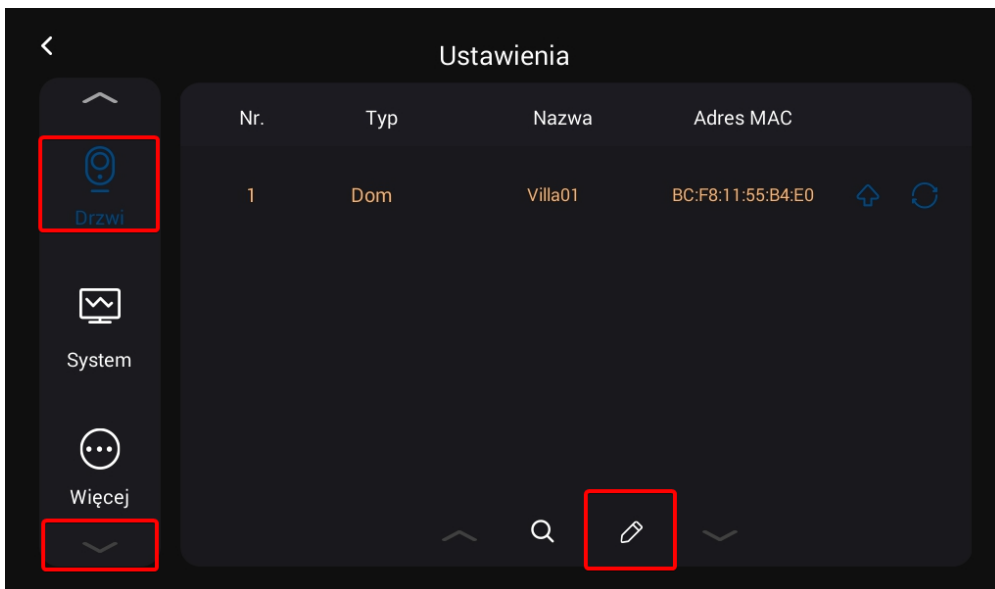 Ustawienia
Nr. Typ Nazwa Adres MAC
1 Dom Villa01 BC:F8:11:55:B4:E0
Drzwi
System
Więcej